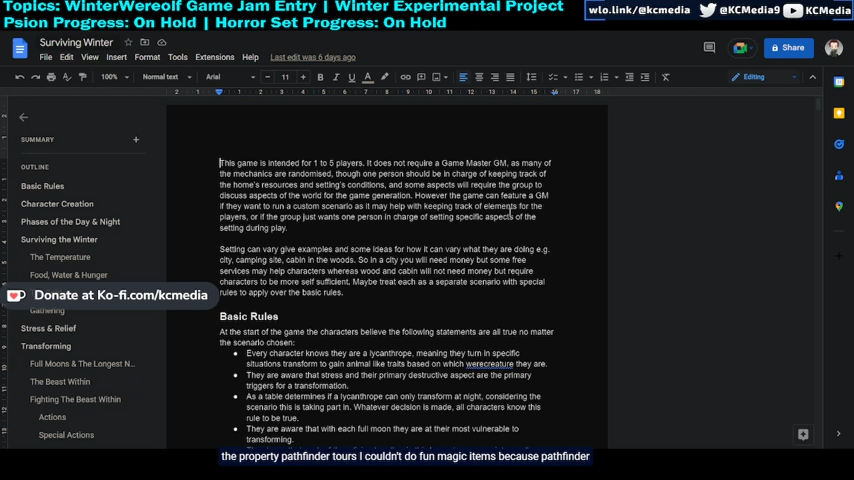 Topics: WinterWereolf Game Jam Entry | Winter Experimental Project
Psion Progress: On Hold | Horror Set Progress: On Hold
wlo.link/@kcmedia
@KCMedia9
KCMedia
Surviving Winter
File Edit View Insert Format Tools Extensions Help Last edit was 6 days ago
Share
100% Normal text Arial 11 Editing
SUMMARY
OUTLINE
Basic Rules
Character Creation
Phases of the Day & Night
Surviving the Winter
The Temperature
Food, Water & Hunger
Gathering
Stress & Relief
Transforming
Full Moons & The Longest N...
The Beast Within
Fighting The Beast Within
Actions
Special Actions
Donate at Ko-fi.com/kcmedia
This game is intended for 1 to 5 players. It does not require a Game Master GM, as many of
the mechanics are randomised, though one person should be in charge of keeping track of
the home's resources and setting's conditions, and some aspects will require the group to
discuss aspects of the world for the game generation. However the game can feature a GM
if they want to run a custom scenario as it may help with keeping track of elements for the
players, or if the group just wants one person in charge of setting specific aspects of the
setting during play.
Setting can vary give examples and some ideas for how it can vary what they are doing e.g.
city, camping site, cabin in the woods. So in a city you will need money but some free
services may help characters whereas wood and cabin will not need money but require
characters to be more self sufficient, Maybe treat each as a separate scenario with special
rules to apply over the basic rules.
Basic Rules
At the start of the game the characters believe the following statements are all true no matter
the scenario chosen:
● Every character knows they are a lycanthrope, meaning they turn in specific
situations transform to gain animal like traits based on which werecreature they are.
● They are aware that stress and their primary destructive aspect are the primary
triggers for a transformation.
● As a table determines if a lycanthrope can only transform at night, considering the
scenario this is taking part in. Whatever decision is made, all characters know this
rule to be true.
● They are aware that with each full moon they are at their most vulnerable to
transforming.
the property pathfinder tours I couldn't do fun magic items because pathfinder